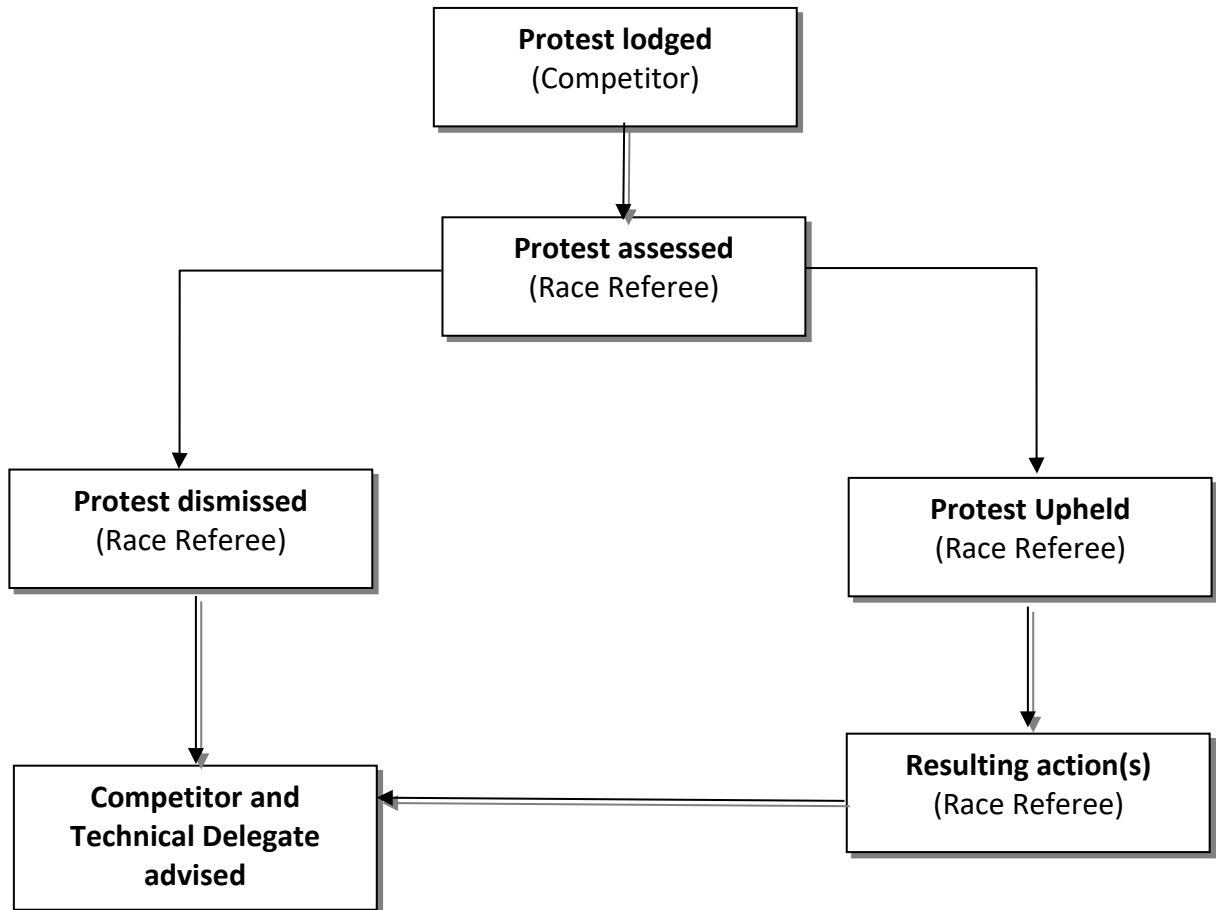 Protest lodged
(Competitor)
Protest assessed
(Race Referee)
Protest dismissed
(Race Referee)
Protest Upheld
(Race Referee)
Resulting action(s)
(Race Referee)
Competitor and
Technical Delegate
advised